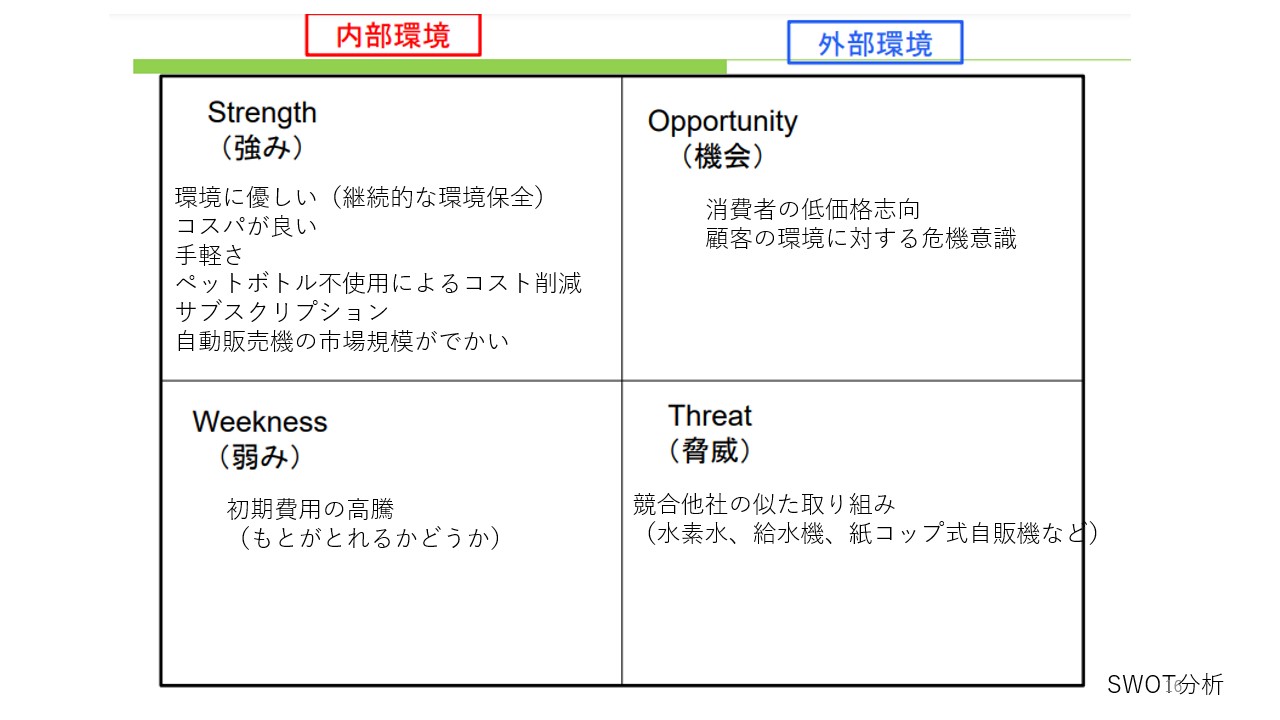 内部環境
外部環境
Strength
（強み）
環境に優しい（継続的な環境保全）
コスパが良い
手軽さ
ペットボトル不使用によるコスト削減
サブスクリプション
自動販売機の市場規模がでかい
Opportunity
（機会）
消費者の低価格志向
顧客の環境に対する危機意識
Weekness
（弱み）
初期費用の高騰
（もとがとれるかどうか）
Threat
（脅威）
競合他社の似た取り組み
（水素水、給水機、紙コップ式自販機など）
SWOT分析
16